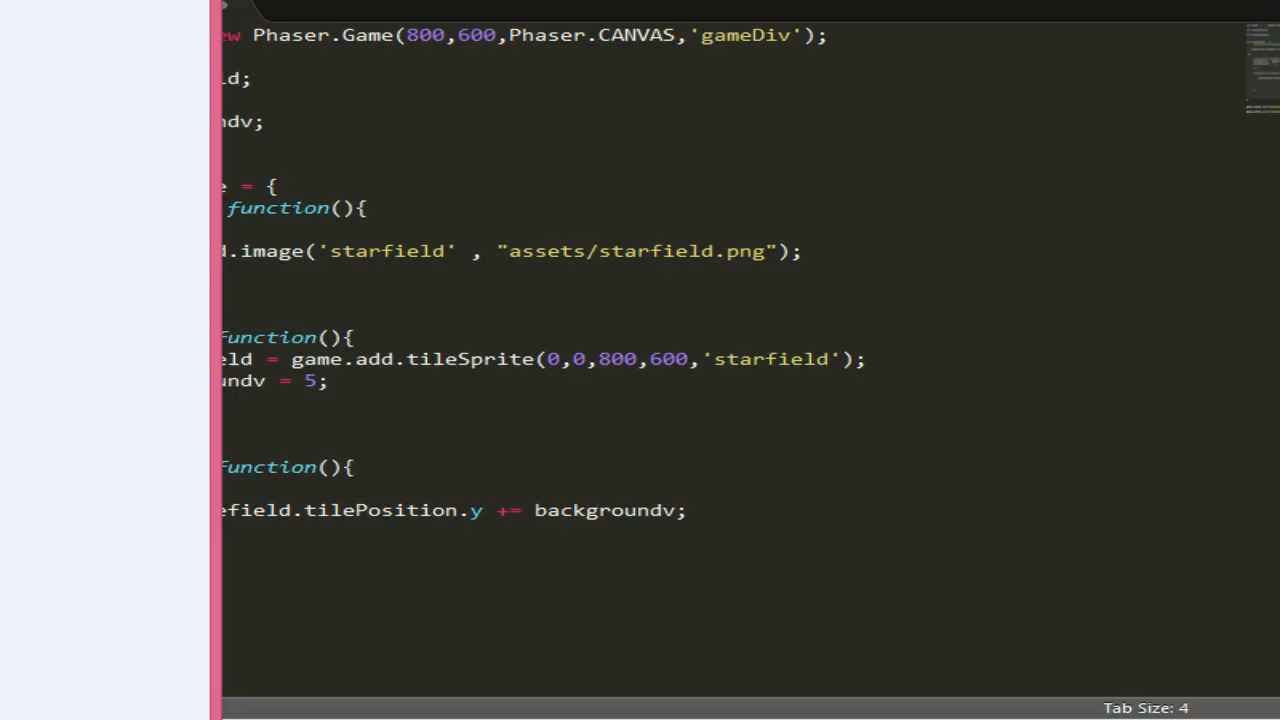 ew Phaser.Game(800,600,Phaser.CANVAS,'gameDiv');
ld;
ndv;
e = {
function(){
d.image('starfield' , "assets/starfield.png");
function(){
eld = game.add.tileSprite(0,0,800,600,'starfield');
undv = 5;
function(){
efield.tilePosition.y += backgroundv;
Tab Size: 4